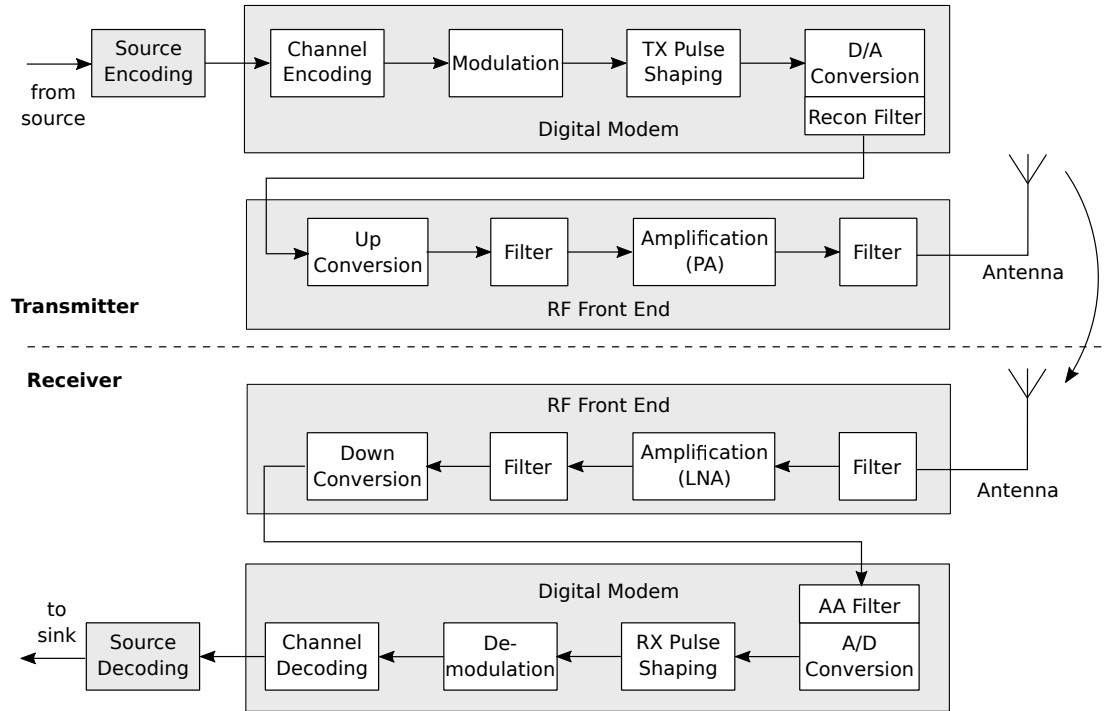 from
source
Source
Encoding
Channel
Encoding
Modulation
TX Pulse
Shaping
D/A
Conversion
Recon Filter
Digital Modem
Up
Conversion
Filter
Amplification
(PA)
Filter
Antenna
RF Front End
Transmitter
Receiver
RF Front End
Down
Conversion
Filter
Amplification
(LNA)
Filter
Antenna
Digital Modem
to
sink
Source
Decoding
Channel
Decoding
De-
modulation
RX Pulse
Shaping
AA Filter
A/D
Conversion